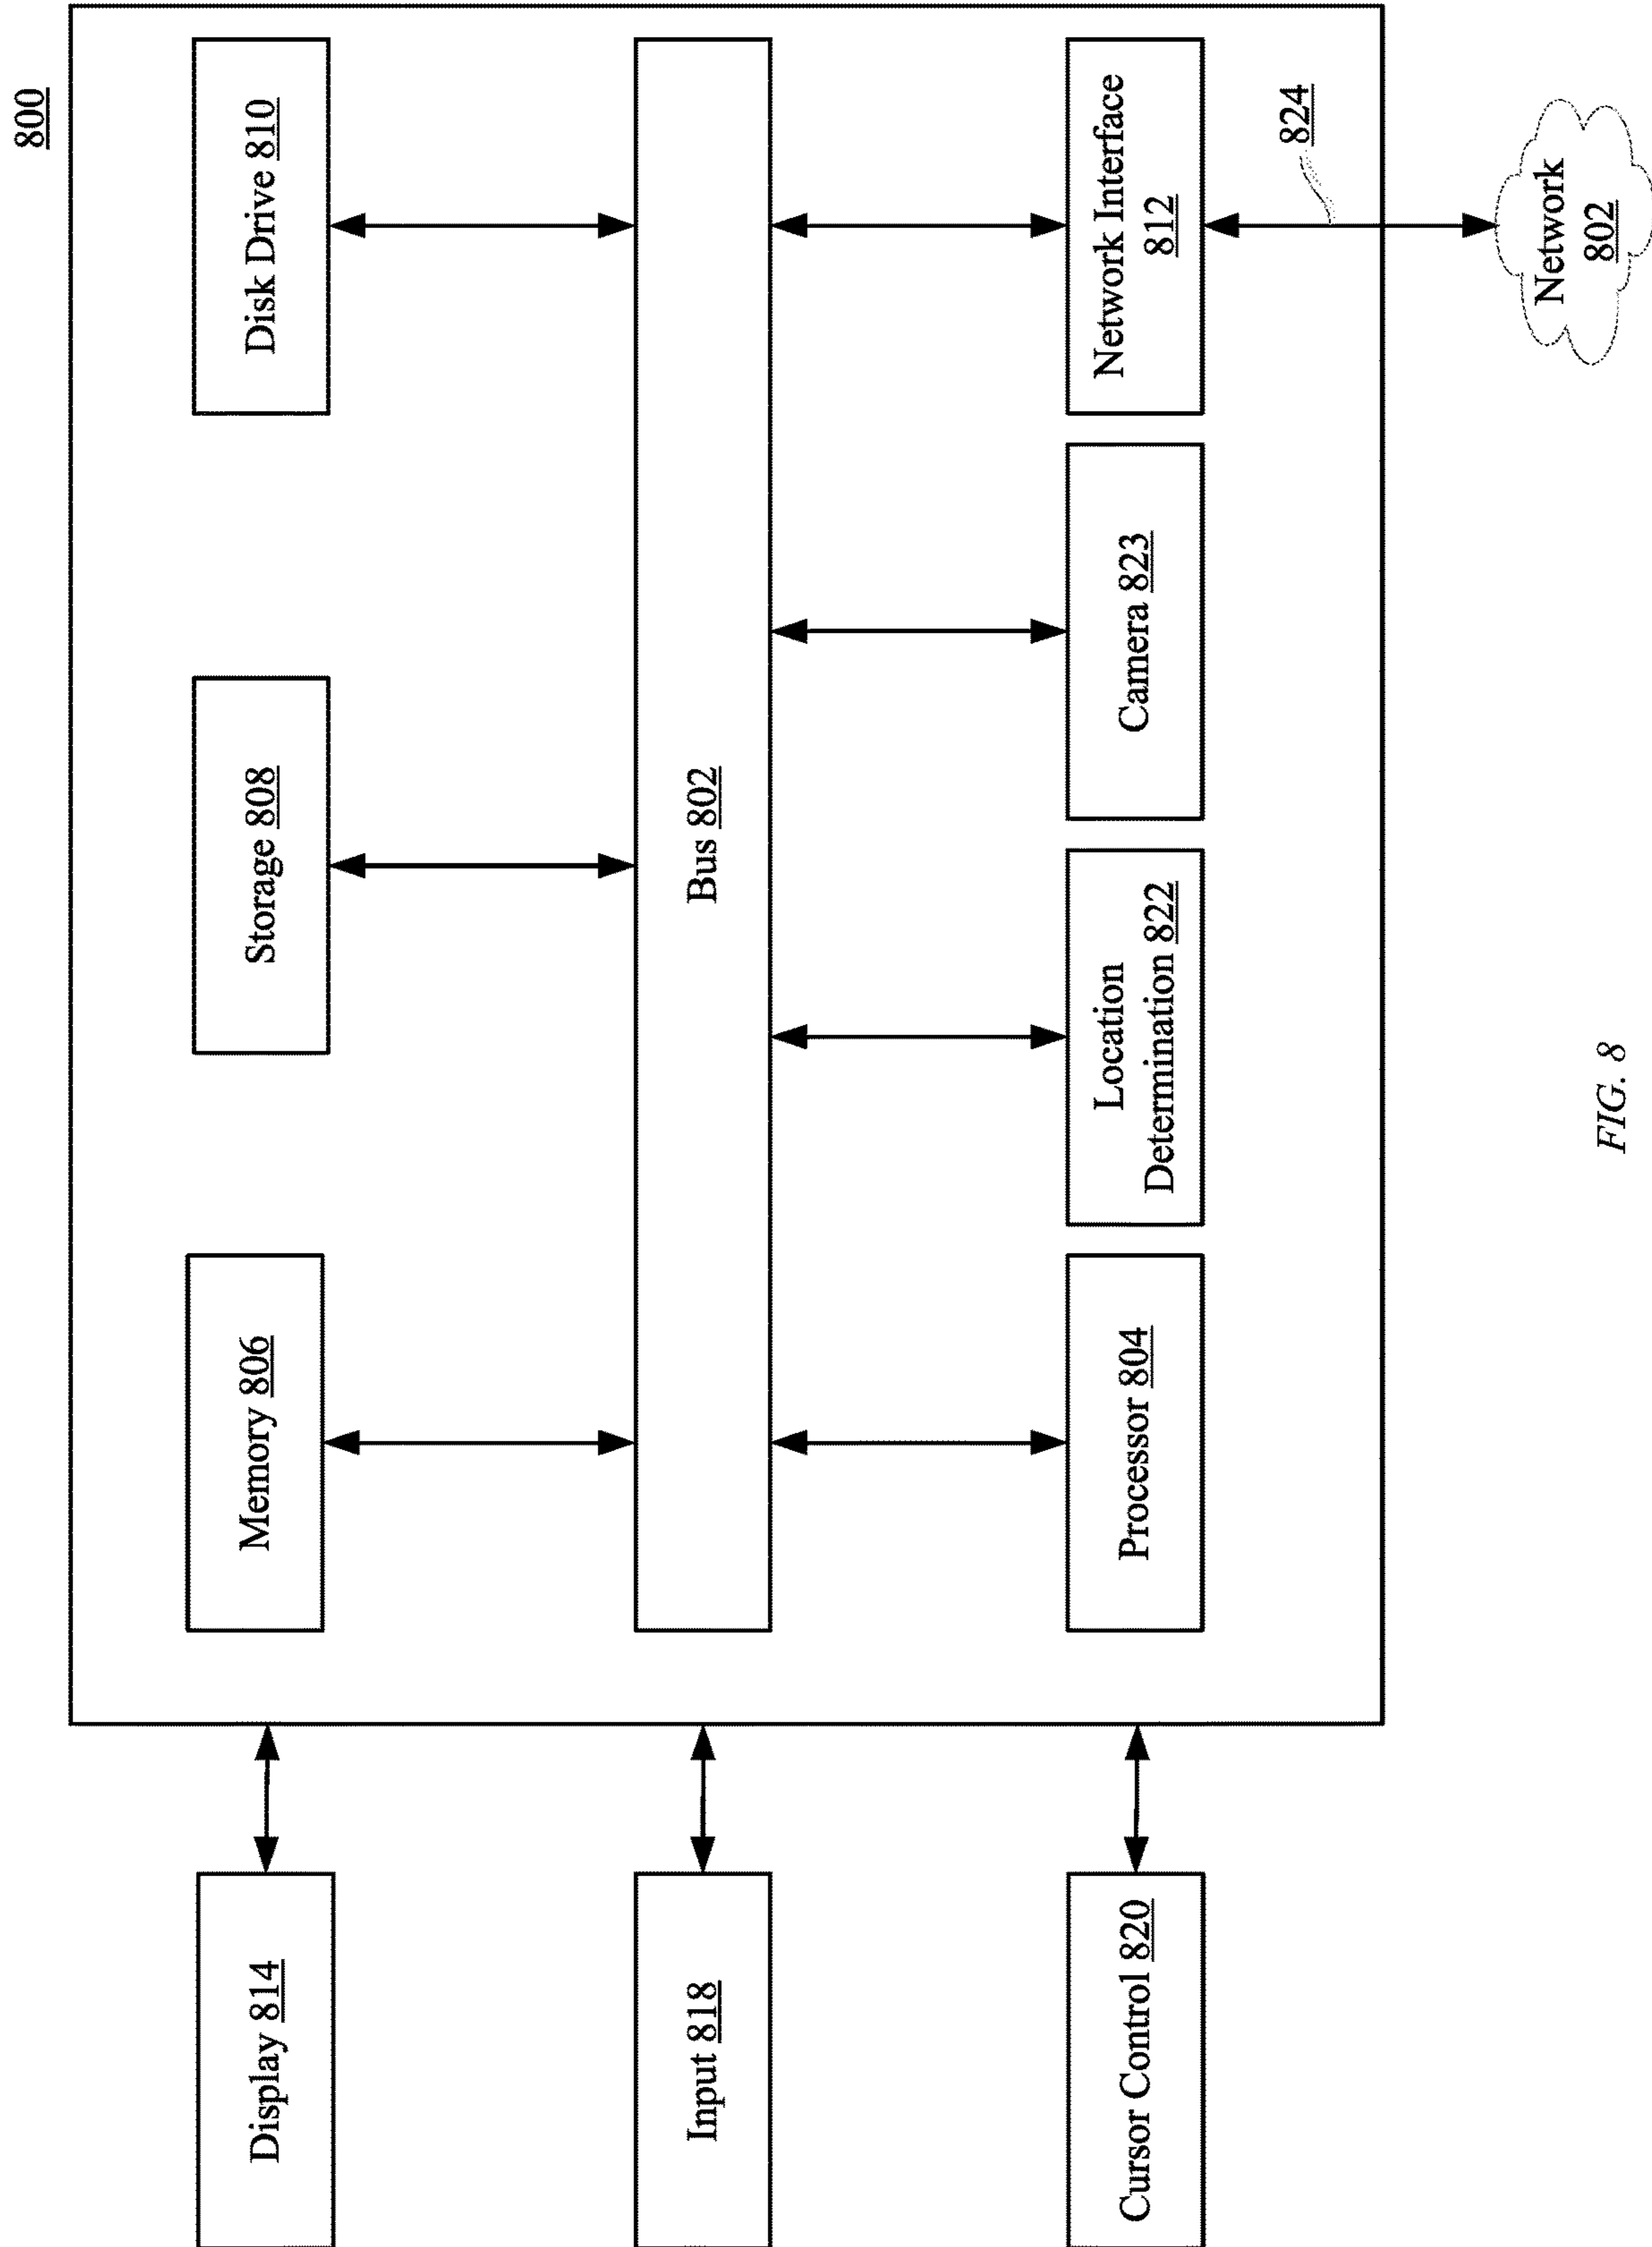 800
Display 814
Memory 806
Storage 808
Disk Drive 810
Input 818
Bus 802
Cursor Control 820
Processor 804
Location
Determination 822
Camera 823
Network Interface
812
824
Network
802
FIG. 8